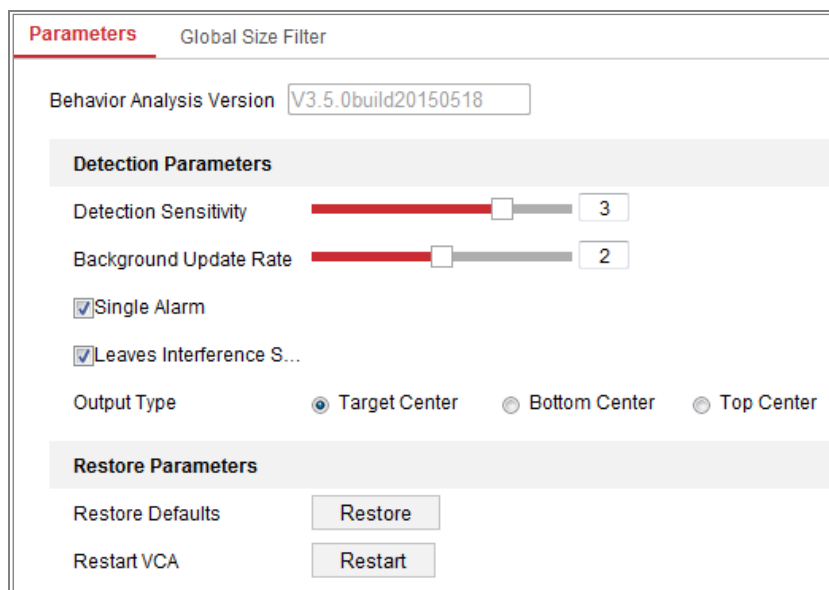 Parameters Global Size Filter
Behavior Analysis Version V3.5.0build20150518
Detection Parameters
Detection Sensitivity 3
Background Update Rate 2
Single Alarm
Leaves Interference S...
Output Type Target Center Bottom Center Top Center
Restore Parameters
Restore Defaults Restore
Restart VCA Restart